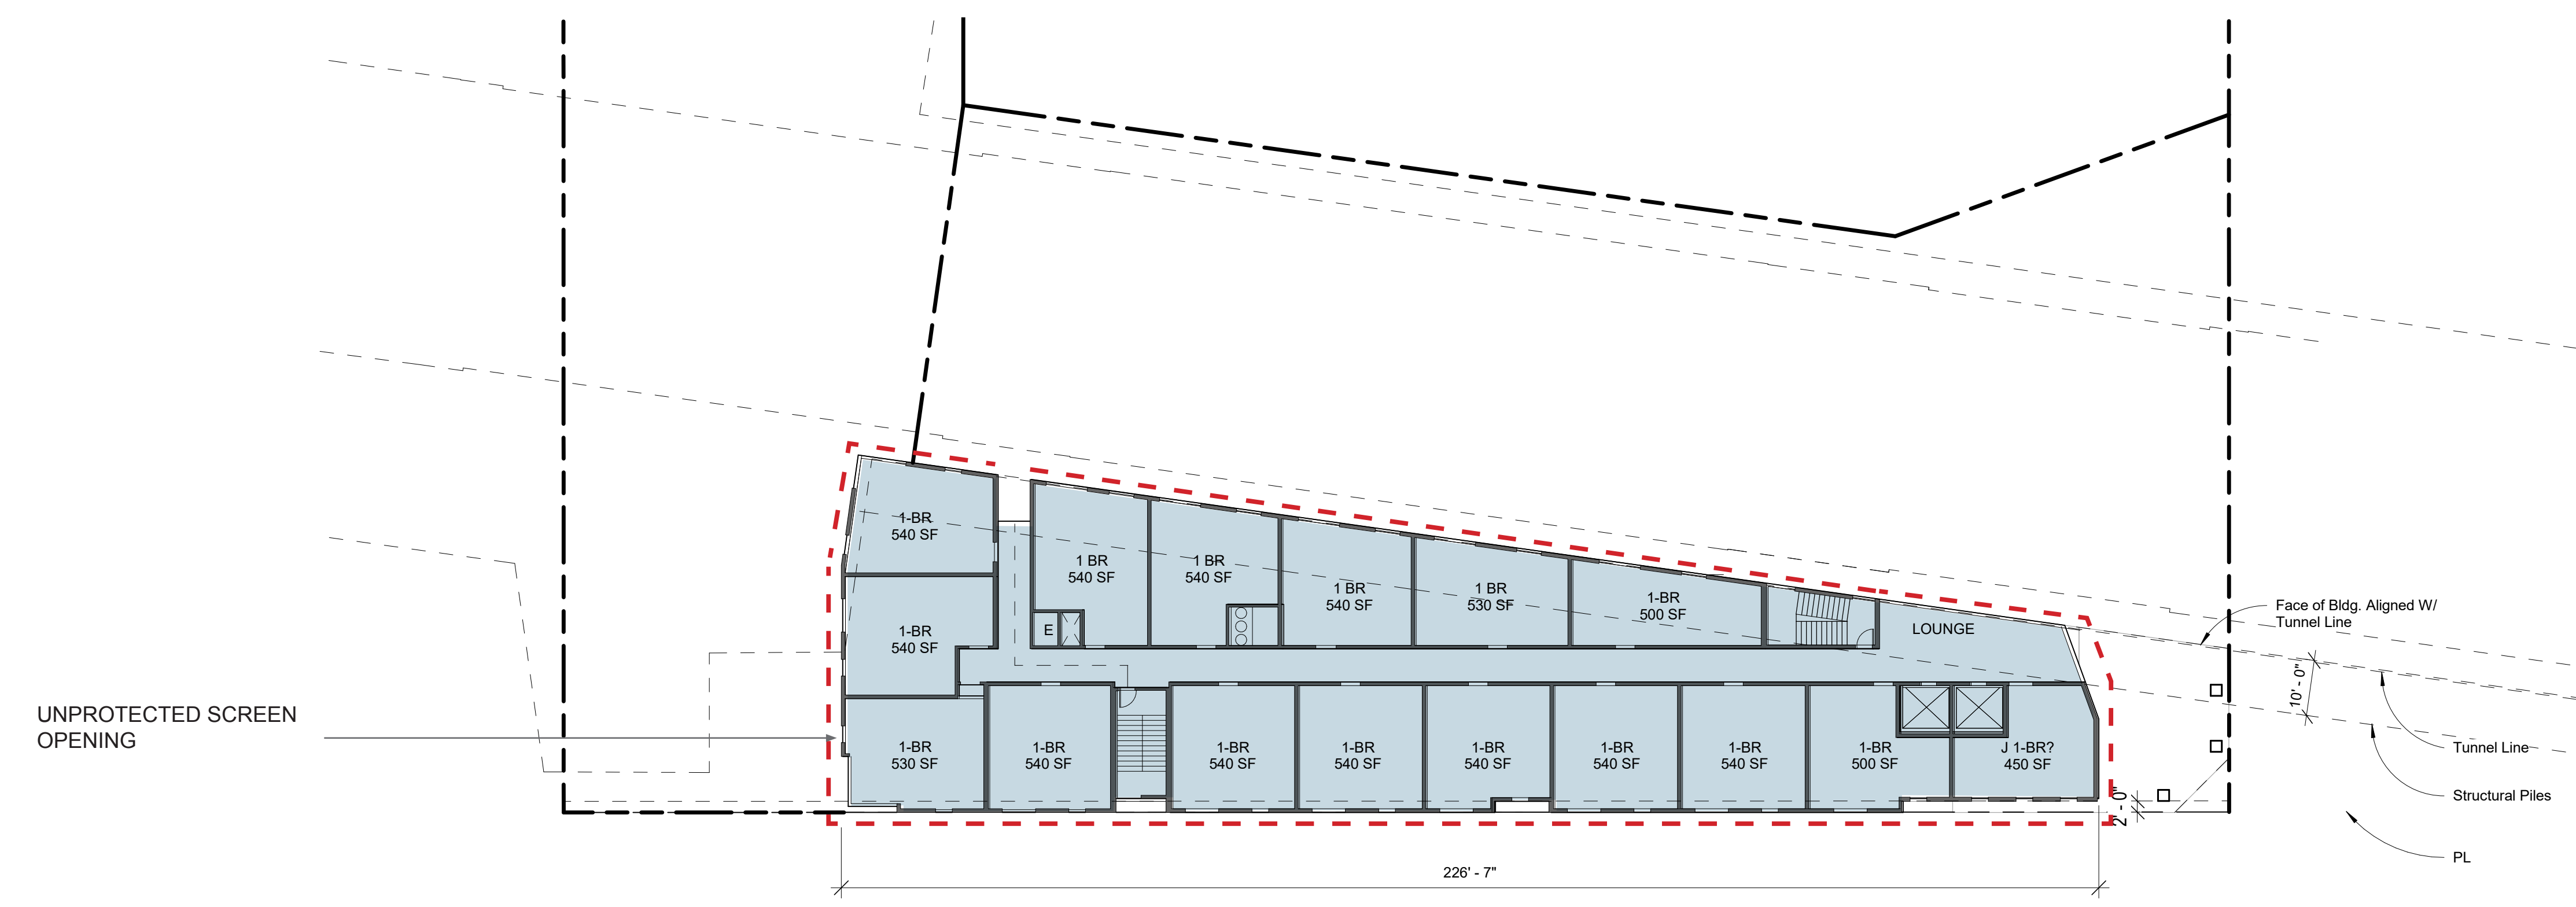 1-BR
540 SF
1 BR
540 SF
1 BR
540 SF
1 BR
540 SF
1 BR
530 SF
1-BR
500 SF
LOUNGE
E
1-BR
540 SF
UNPROTECTED SCREEN
OPENING
1-BR
530 SF
1-BR
540 SF
1-BR
540 SF
1-BR
540 SF
1-BR
540 SF
1-BR
540 SF
1-BR
540 SF
1-BR
500 SF
J 1-BR?
450 SF
Face of Bldg. Aligned W/
Tunnel Line
10' - 0"
Tunnel Line
Structural Piles
2' - 0"
PL
226' - 7"